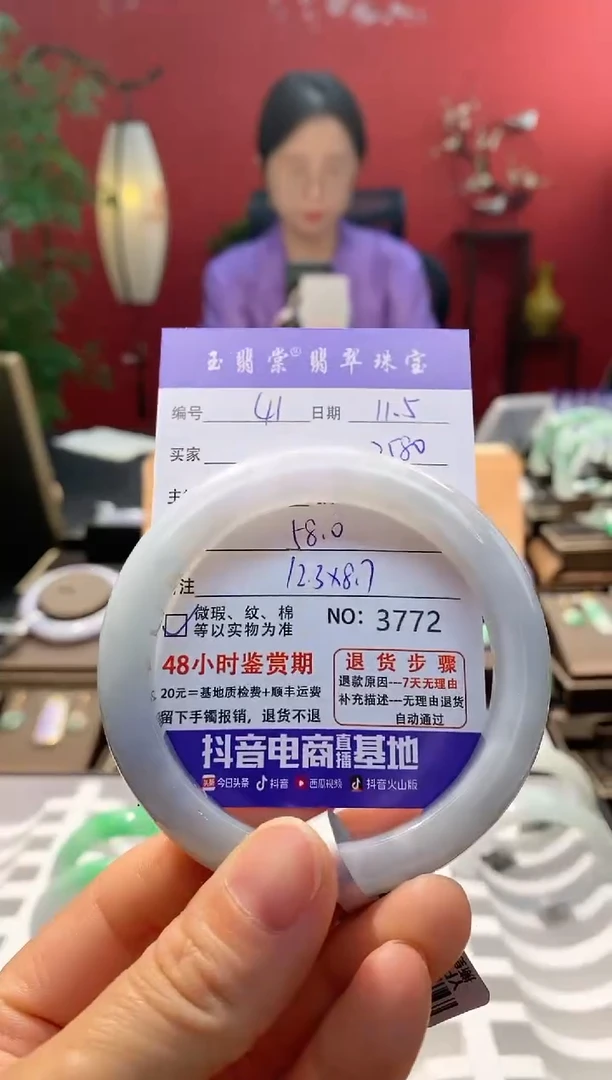 玉翡棠® 翡翠珠宝
编号 41 日期 11.5
买家 2580
主
58.0
注 12.3×8.7
微瑕、纹、棉
等以实物为准
NO: 3772
48小时鉴赏期
20元=基地质检费+顺丰运费
留下手镯报销，退货不退
退货步骤
退款原因---7天无理由
补充描述---无理由退货
自动通过
抖音电商直播基地
头条 今日头条 抖音 西瓜视频 抖音火山版